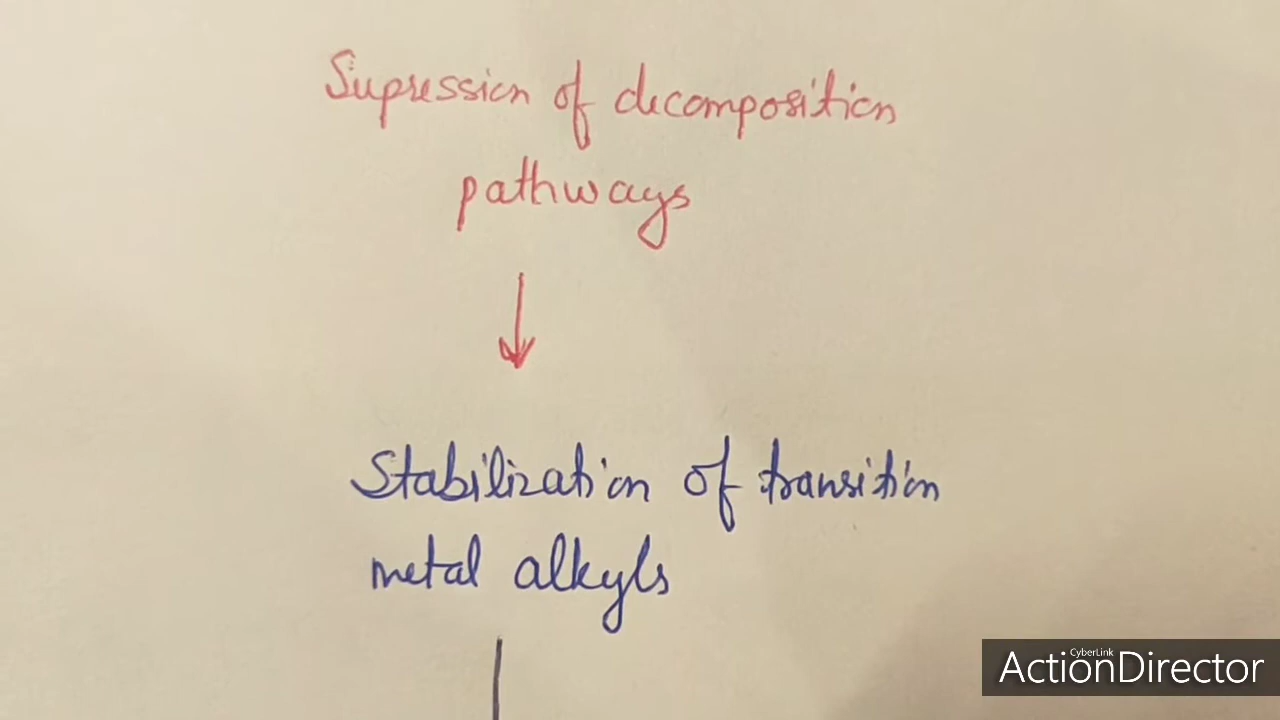 Supression of decomposition
pathways
Stabilization of transition
metal alkyls
CyberLink
ActionDirector